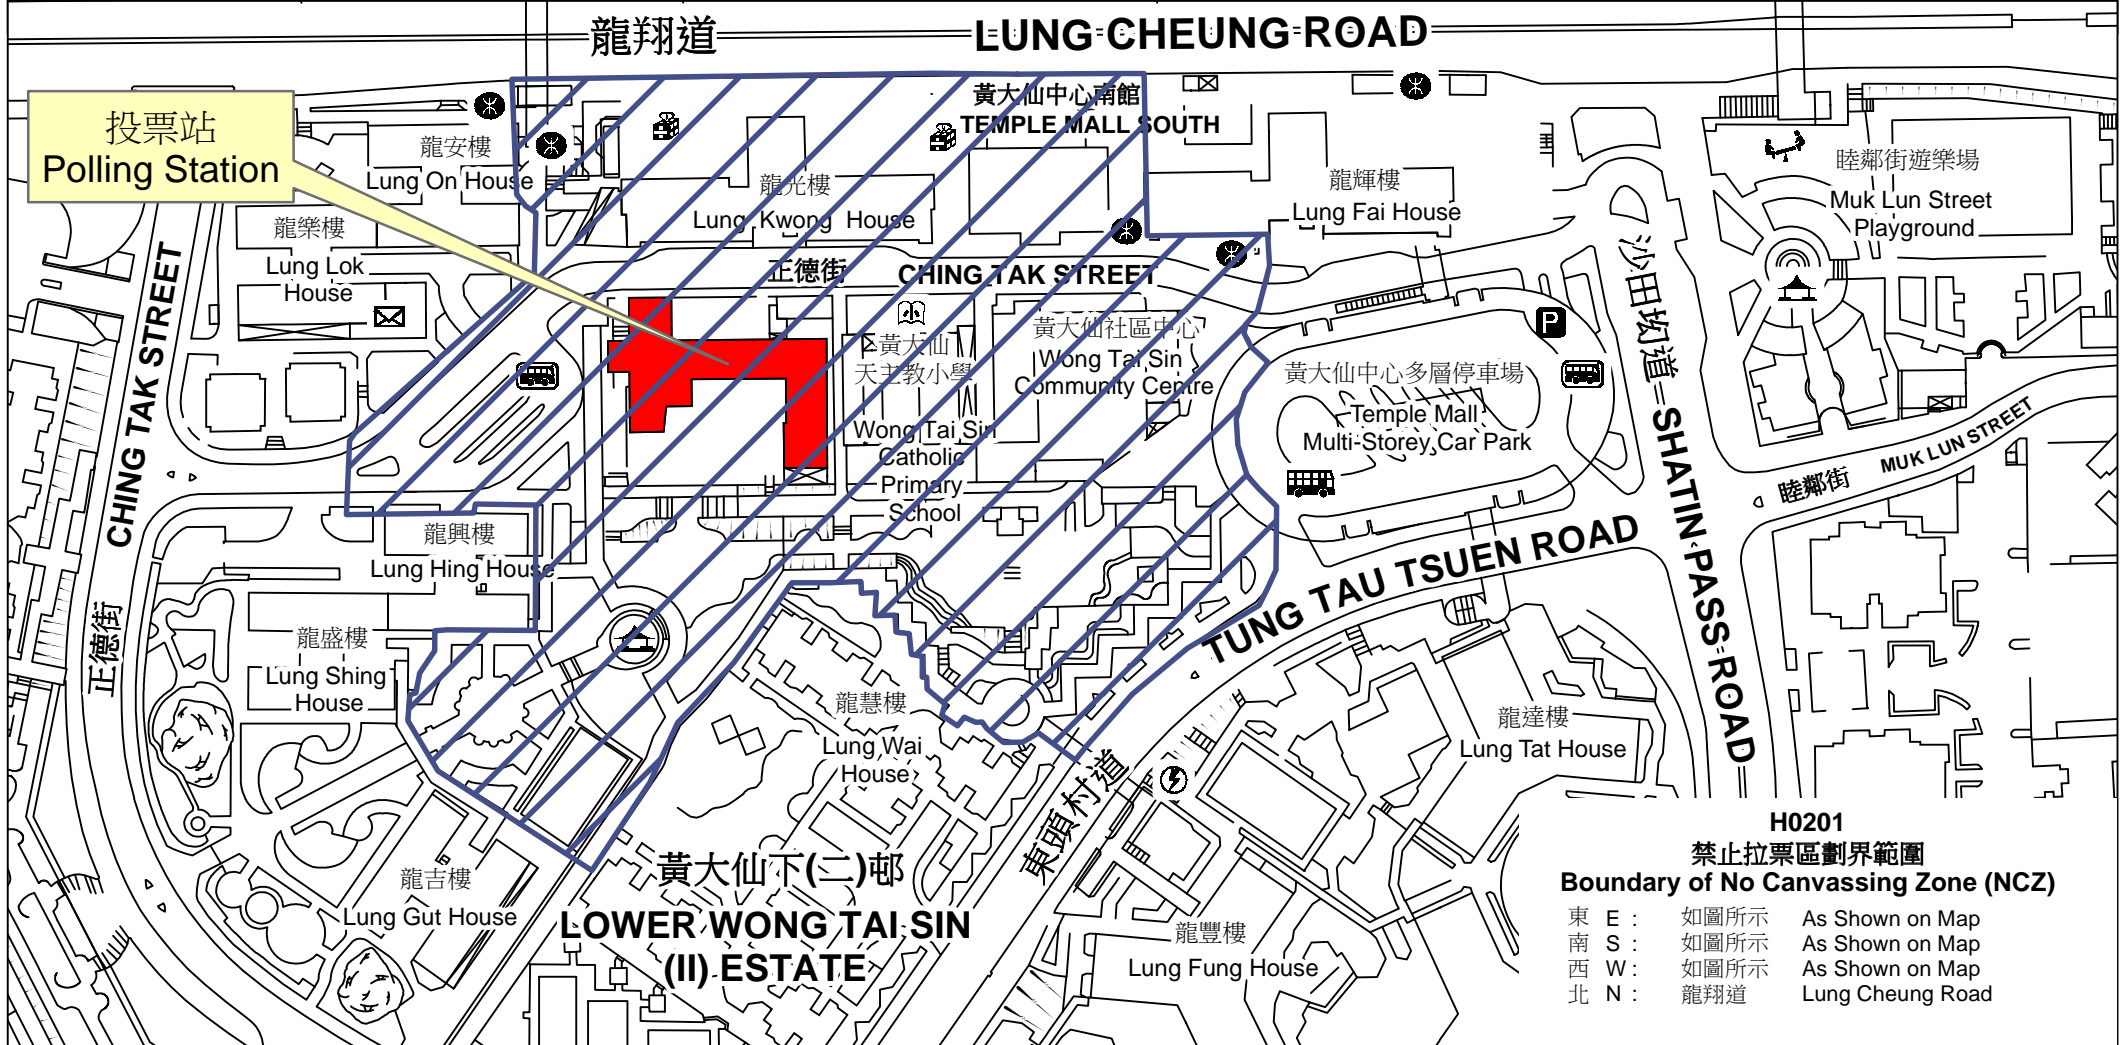 龍翔道
LUNG CHEUNG ROAD
投票站
Polling Station
黃大仙中心南館
TEMPLE MALL SOUTH
龍安樓
Lung On House
龍光樓
Lung Kwong House
龍輝樓
Lung Fai House
睦鄰街遊樂場
Muk Lun Street
Playground
龍樂樓
Lung Lok
House
正德街
CHING TAK STREET
CHING TAK STREET
正德街
沙田坳道
SHATIN PASS ROAD
P
黃大仙
天主教小學
Wong Tai Sin
Catholic
Primary
School
黃大仙社區中心
Wong Tai Sin
Community Centre
黃大仙中心多層停車場
Temple Mall
Multi-Storey Car Park
睦鄰街
MUK LUN STREET
龍興樓
Lung Hing House
TUNG TAU TSUEN ROAD
東頭村道
龍盛樓
Lung Shing
House
龍慧樓
Lung Wai
House
龍達樓
Lung Tat House
龍吉樓
Lung Gut House
黃大仙下(二)邨
LOWER WONG TAI SIN
(II) ESTATE
龍豐樓
Lung Fung House
H0201
禁止拉票區劃界範圍
Boundary of No Canvassing Zone (NCZ)
東 E : 如圖所示 As Shown on Map
南 S : 如圖所示 As Shown on Map
西 W : 如圖所示 As Shown on Map
北 N : 龍翔道 Lung Cheung Road